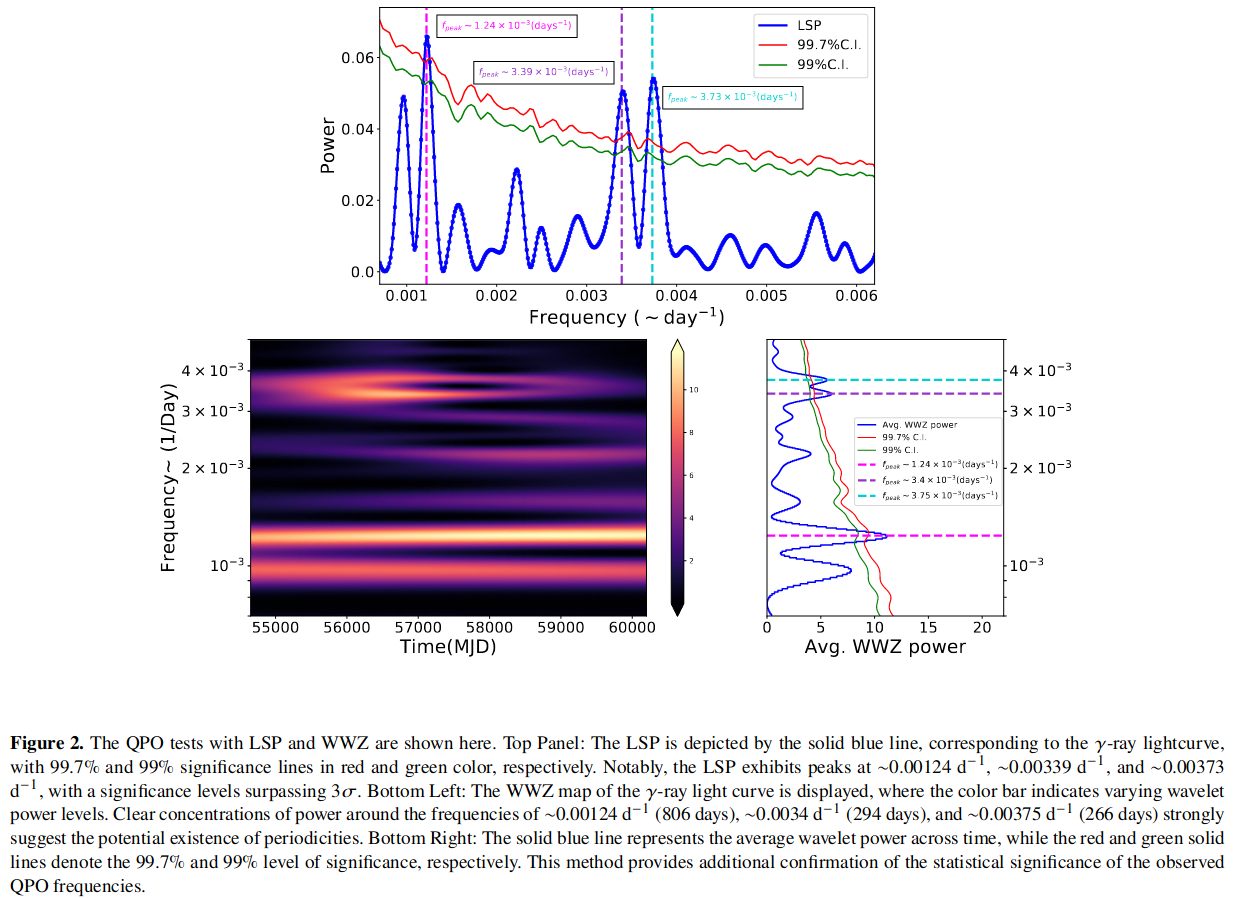 f_peak ~ 1.24 × 10⁻³(days⁻¹)
f_peak ~ 3.39 × 10⁻³(days⁻¹)
f_peak ~ 3.73 × 10⁻³(days⁻¹)
LSP
99.7%C.I.
99%C.I.
Power
0.06
0.04
0.02
0.0
0.001 0.002 0.003 0.004 0.005 0.006
Frequency ( ~ day⁻¹)
Frequency~ (1/Day)
4 × 10⁻³
3 × 10⁻³
2 × 10⁻³
10⁻³
55000 56000 57000 58000 59000 60000
Time(MJD)
10
8
6
4
2
Avg. WWZ power
99.7% C.I.
99% C.I.
f_peak ~ 1.24 × 10⁻³(days⁻¹)
f_peak ~ 3.4 × 10⁻³(days⁻¹)
f_peak ~ 3.75 × 10⁻³(days⁻¹)
4 × 10⁻³
3 × 10⁻³
2 × 10⁻³
10⁻³
0 5 10 15 20
Avg. WWZ power
Figure 2. The QPO tests with LSP and WWZ are shown here. Top Panel: The LSP is depicted by the solid blue line, corresponding to the γ-ray lightcurve,
with 99.7% and 99% significance lines in red and green color, respectively. Notably, the LSP exhibits peaks at ~0.00124 d⁻¹, ~0.00339 d⁻¹, and ~0.00373
d⁻¹, with a significance levels surpassing 3σ. Bottom Left: The WWZ map of the γ-ray light curve is displayed, where the color bar indicates varying wavelet
power levels. Clear concentrations of power around the frequencies of ~0.00124 d⁻¹ (806 days), ~0.0034 d⁻¹ (294 days), and ~0.00375 d⁻¹ (266 days) strongly
suggest the potential existence of periodicities. Bottom Right: The solid blue line represents the average wavelet power across time, while the red and green solid
lines denote the 99.7% and 99% level of significance, respectively. This method provides additional confirmation of the statistical significance of the observed
QPO frequencies.